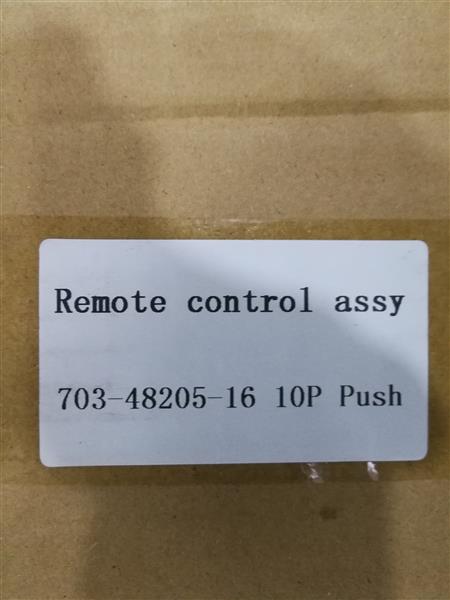 Remote control assy
703-48205-16 10P Push